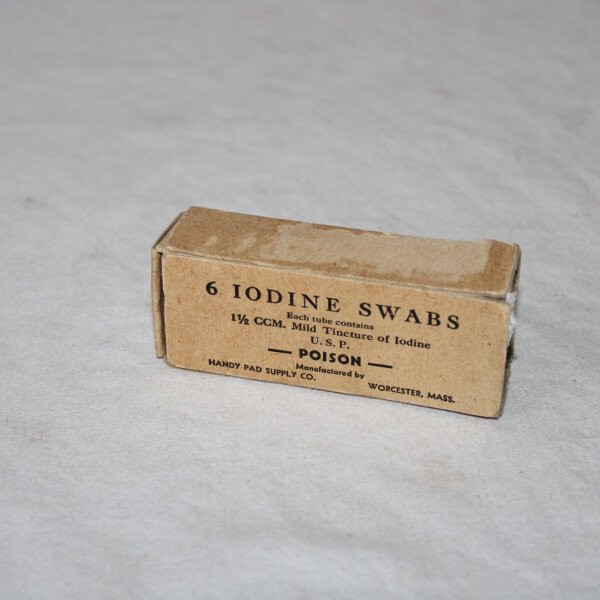 6 IODINE SWABS
Each tube contains
1½ CCM. Mild Tincture of Iodine
U. S. P.
— POISON —
Manufactured by
HANDY PAD SUPPLY CO. WORCESTER, MASS.